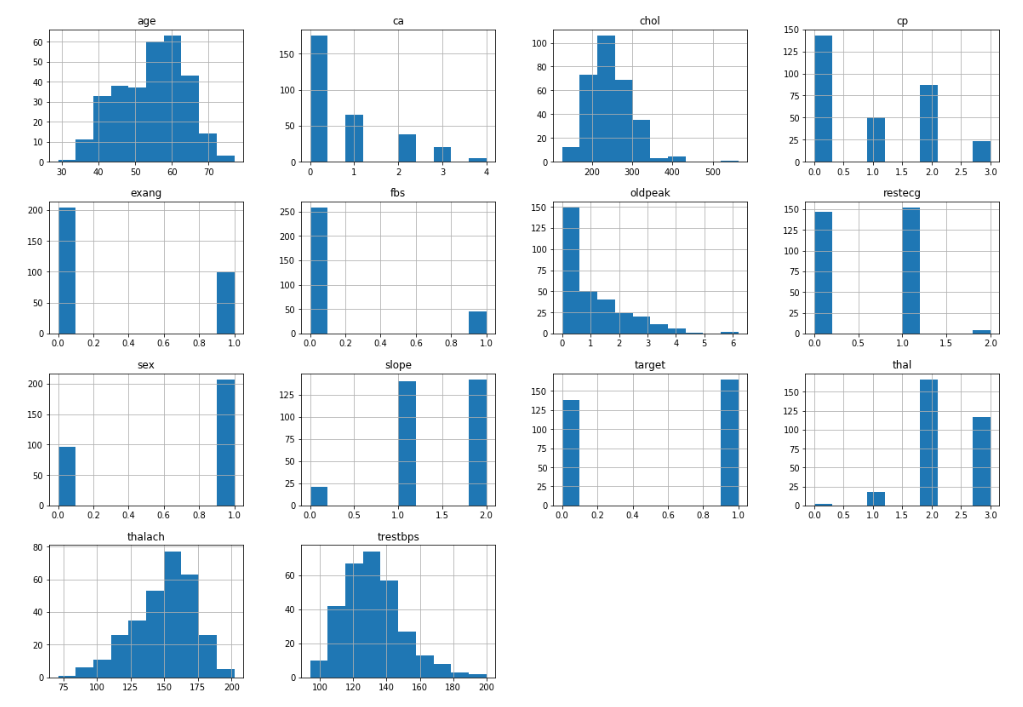 age ca chol cp
60 50 40 30 20 10 0
30 40 50 60 70
150 100 50 0
0 1 2 3 4
100 80 60 40 20 0
200 300 400 500
150 125 100 75 50 25 0
0.0 0.5 1.0 1.5 2.0 2.5 3.0
exang fbs oldpeak restecg
200 150 100 50 0
0.0 0.2 0.4 0.6 0.8 1.0
250 200 150 100 50 0
0.0 0.2 0.4 0.6 0.8 1.0
150 125 100 75 50 25 0
0 1 2 3 4 5 6
150 125 100 75 50 25 0
0.0 0.5 1.0 1.5 2.0
sex slope target thal
200 150 100 50 0
0.0 0.2 0.4 0.6 0.8 1.0
125 100 75 50 25 0
0.0 0.5 1.0 1.5 2.0
150 125 100 75 50 25 0
0.0 0.2 0.4 0.6 0.8 1.0
150 125 100 75 50 25 0
0.0 0.5 1.0 1.5 2.0 2.5 3.0
thalach trestbps
80 60 40 20 0
75 100 125 150 175 200
60 40 20 0
100 120 140 160 180 200